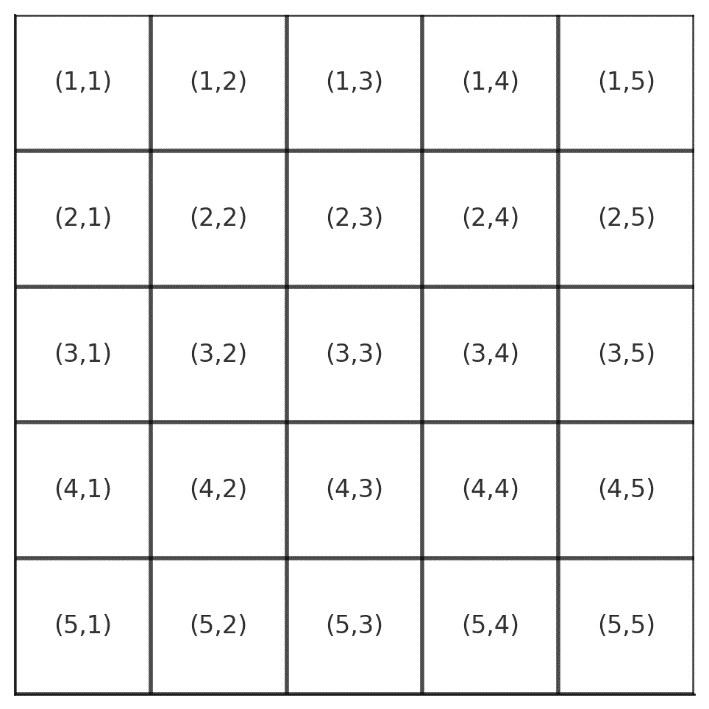 (1,1) (1,2) (1,3) (1,4) (1,5)
(2,1) (2,2) (2,3) (2,4) (2,5)
(3,1) (3,2) (3,3) (3,4) (3,5)
(4,1) (4,2) (4,3) (4,4) (4,5)
(5,1) (5,2) (5,3) (5,4) (5,5)